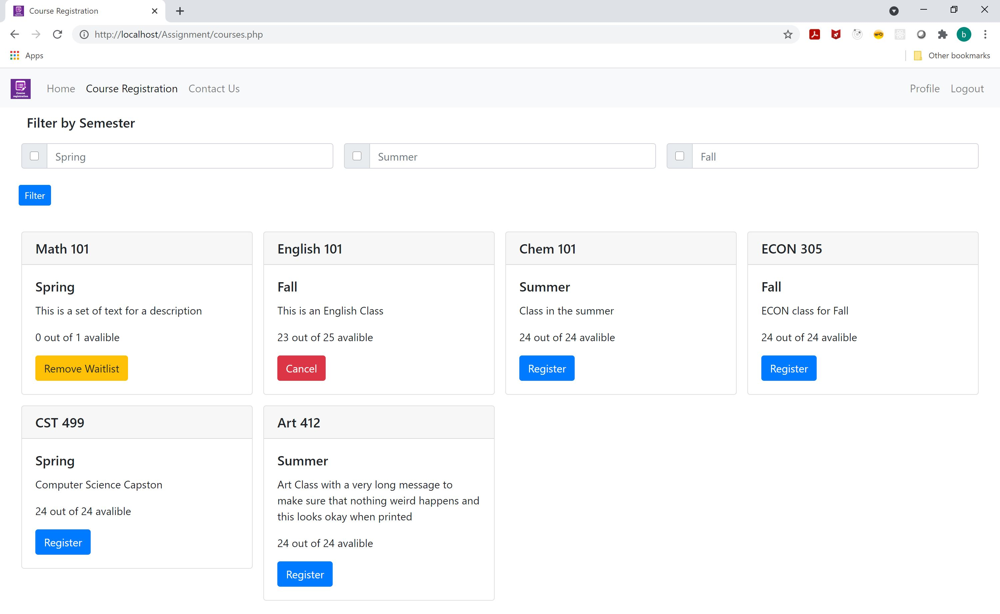 Course Registration
http://localhost/Assignment/courses.php
b
Apps
Other bookmarks
Course
registration
Home
Course Registration
Contact Us
Profile
Logout
Filter by Semester
Spring
Summer
Fall
Filter
Math 101
Spring
This is a set of text for a description
0 out of 1 avalible
Remove Waitlist
English 101
Fall
This is an English Class
23 out of 25 avalible
Cancel
Chem 101
Summer
Class in the summer
24 out of 24 avalible
Register
ECON 305
Fall
ECON class for Fall
24 out of 24 avalible
Register
CST 499
Spring
Computer Science Capston
24 out of 24 avalible
Register
Art 412
Summer
Art Class with a very long message to
make sure that nothing weird happens and
this looks okay when printed
24 out of 24 avalible
Register